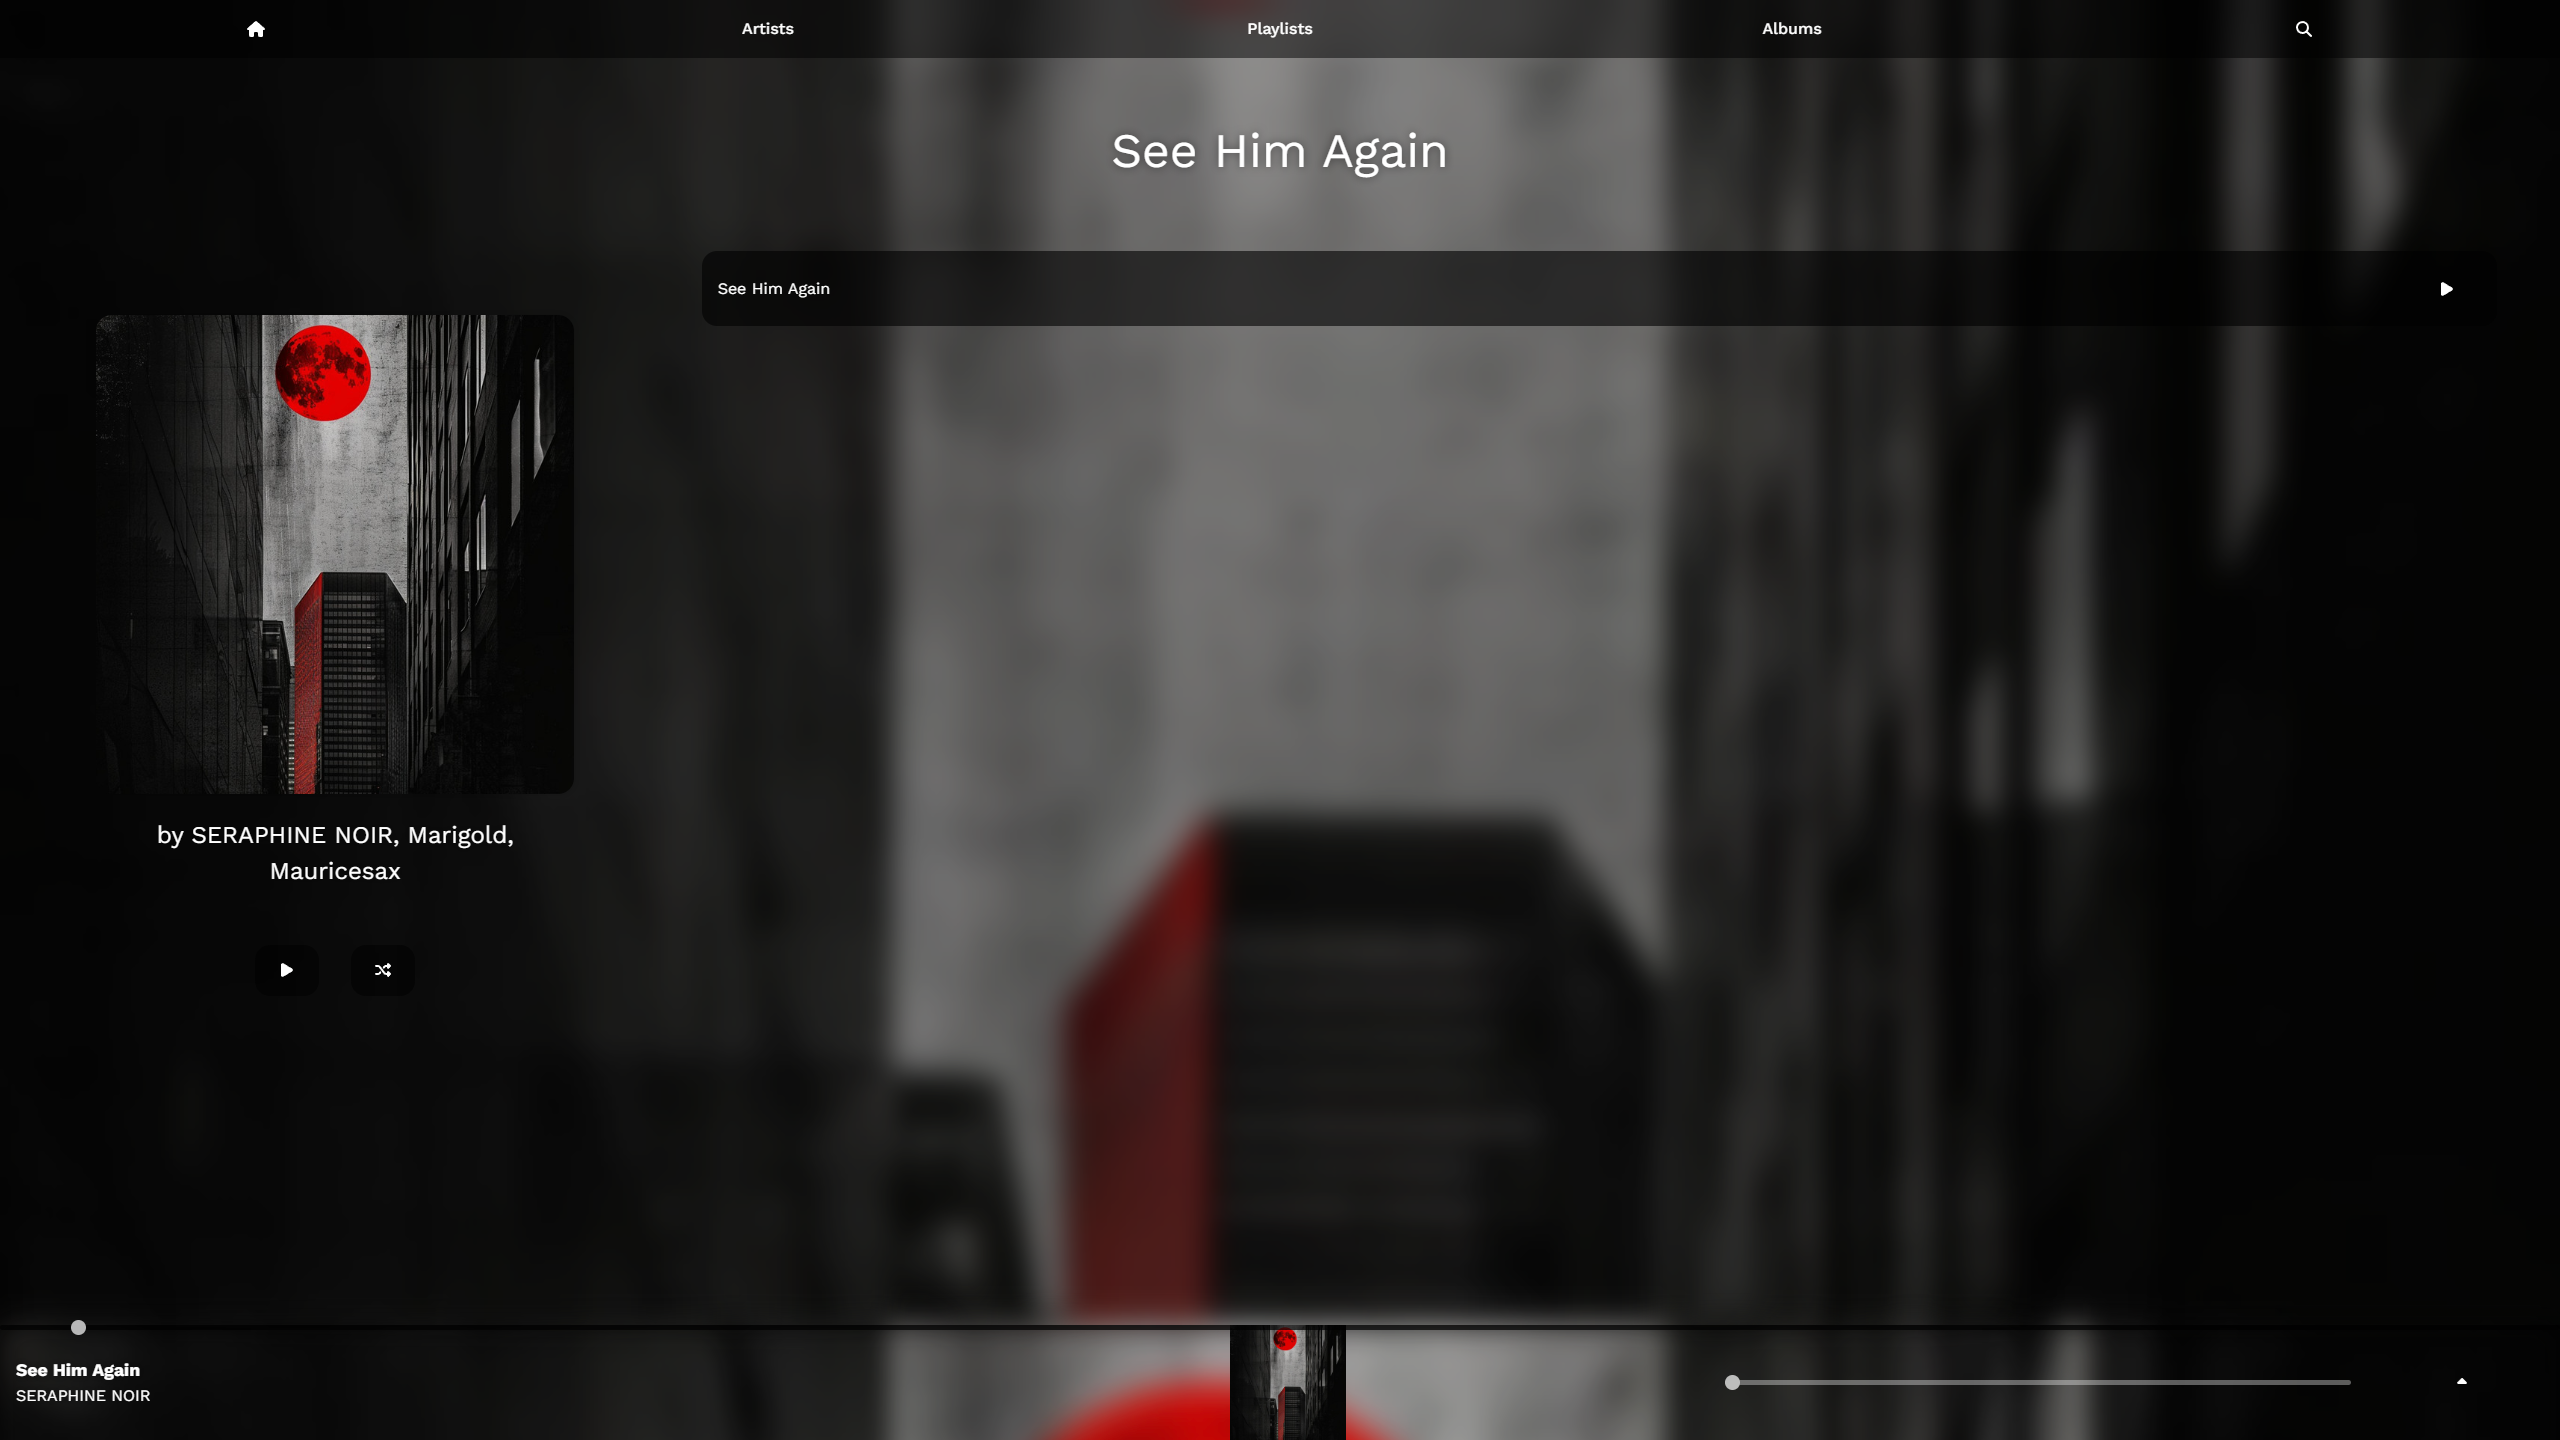 Artists
Playlists
Albums
See Him Again
See Him Again
by SERAPHINE NOIR, Marigold,
Mauricesax
See Him Again
SERAPHINE NOIR